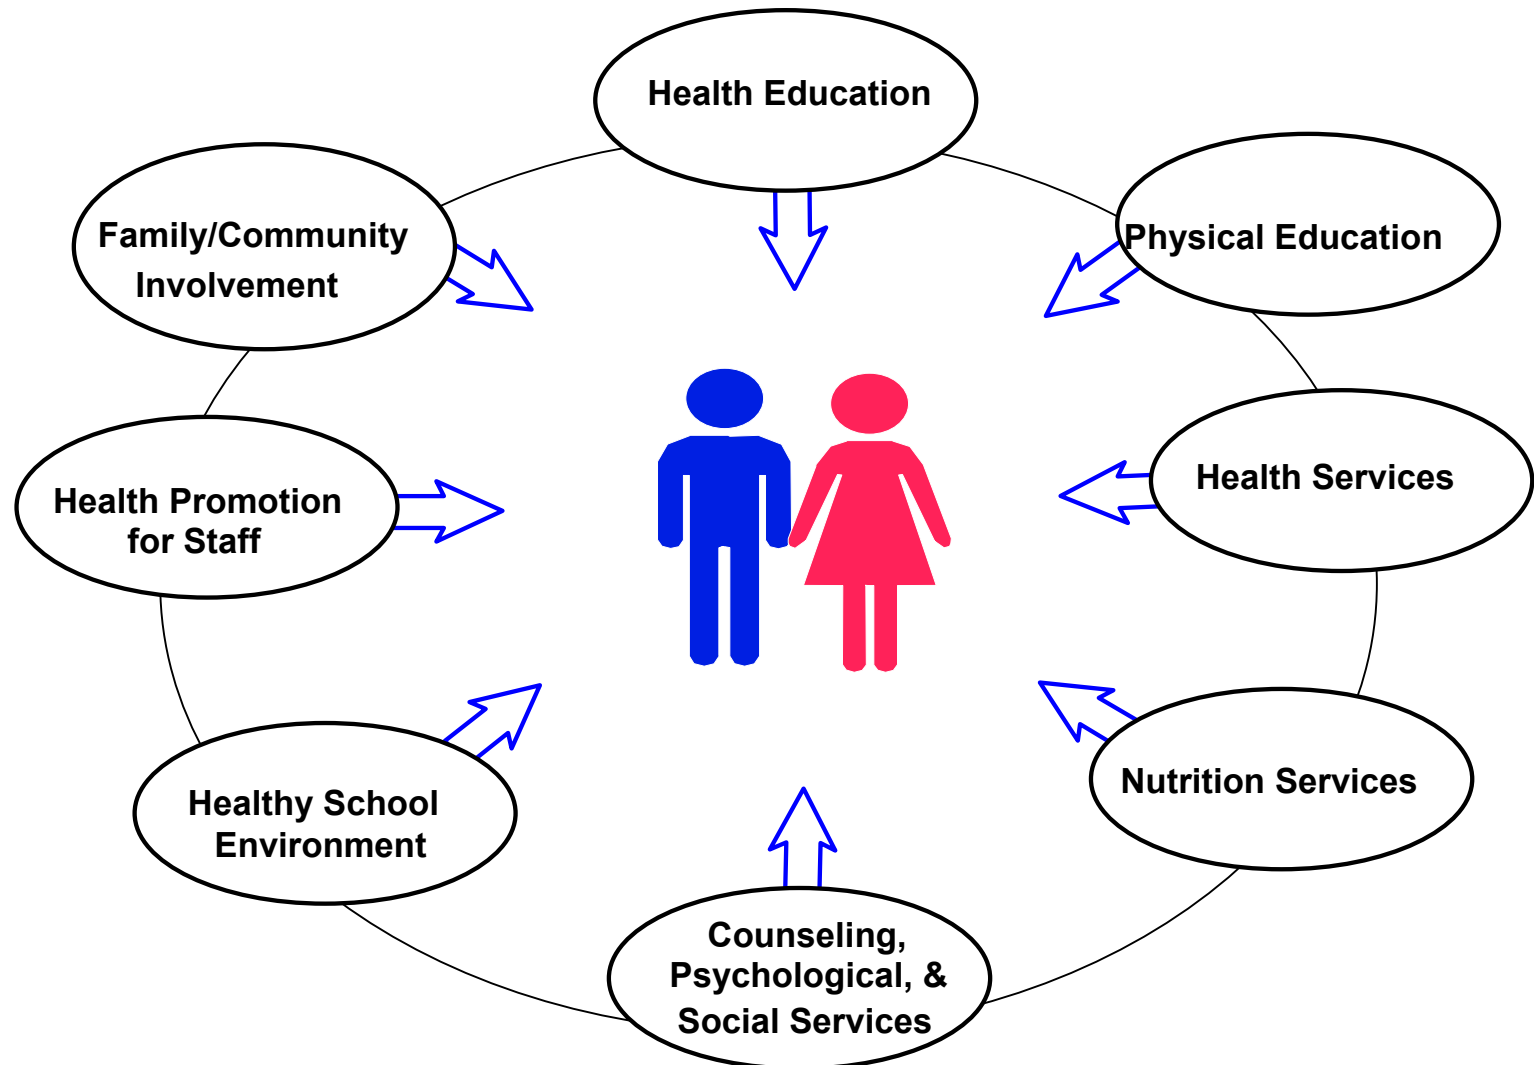 Health Education
Family/Community
Involvement
Physical Education
Health Promotion
for Staff
Health Services
Healthy School
Environment
Nutrition Services
Counseling,
Psychological, &
Social Services